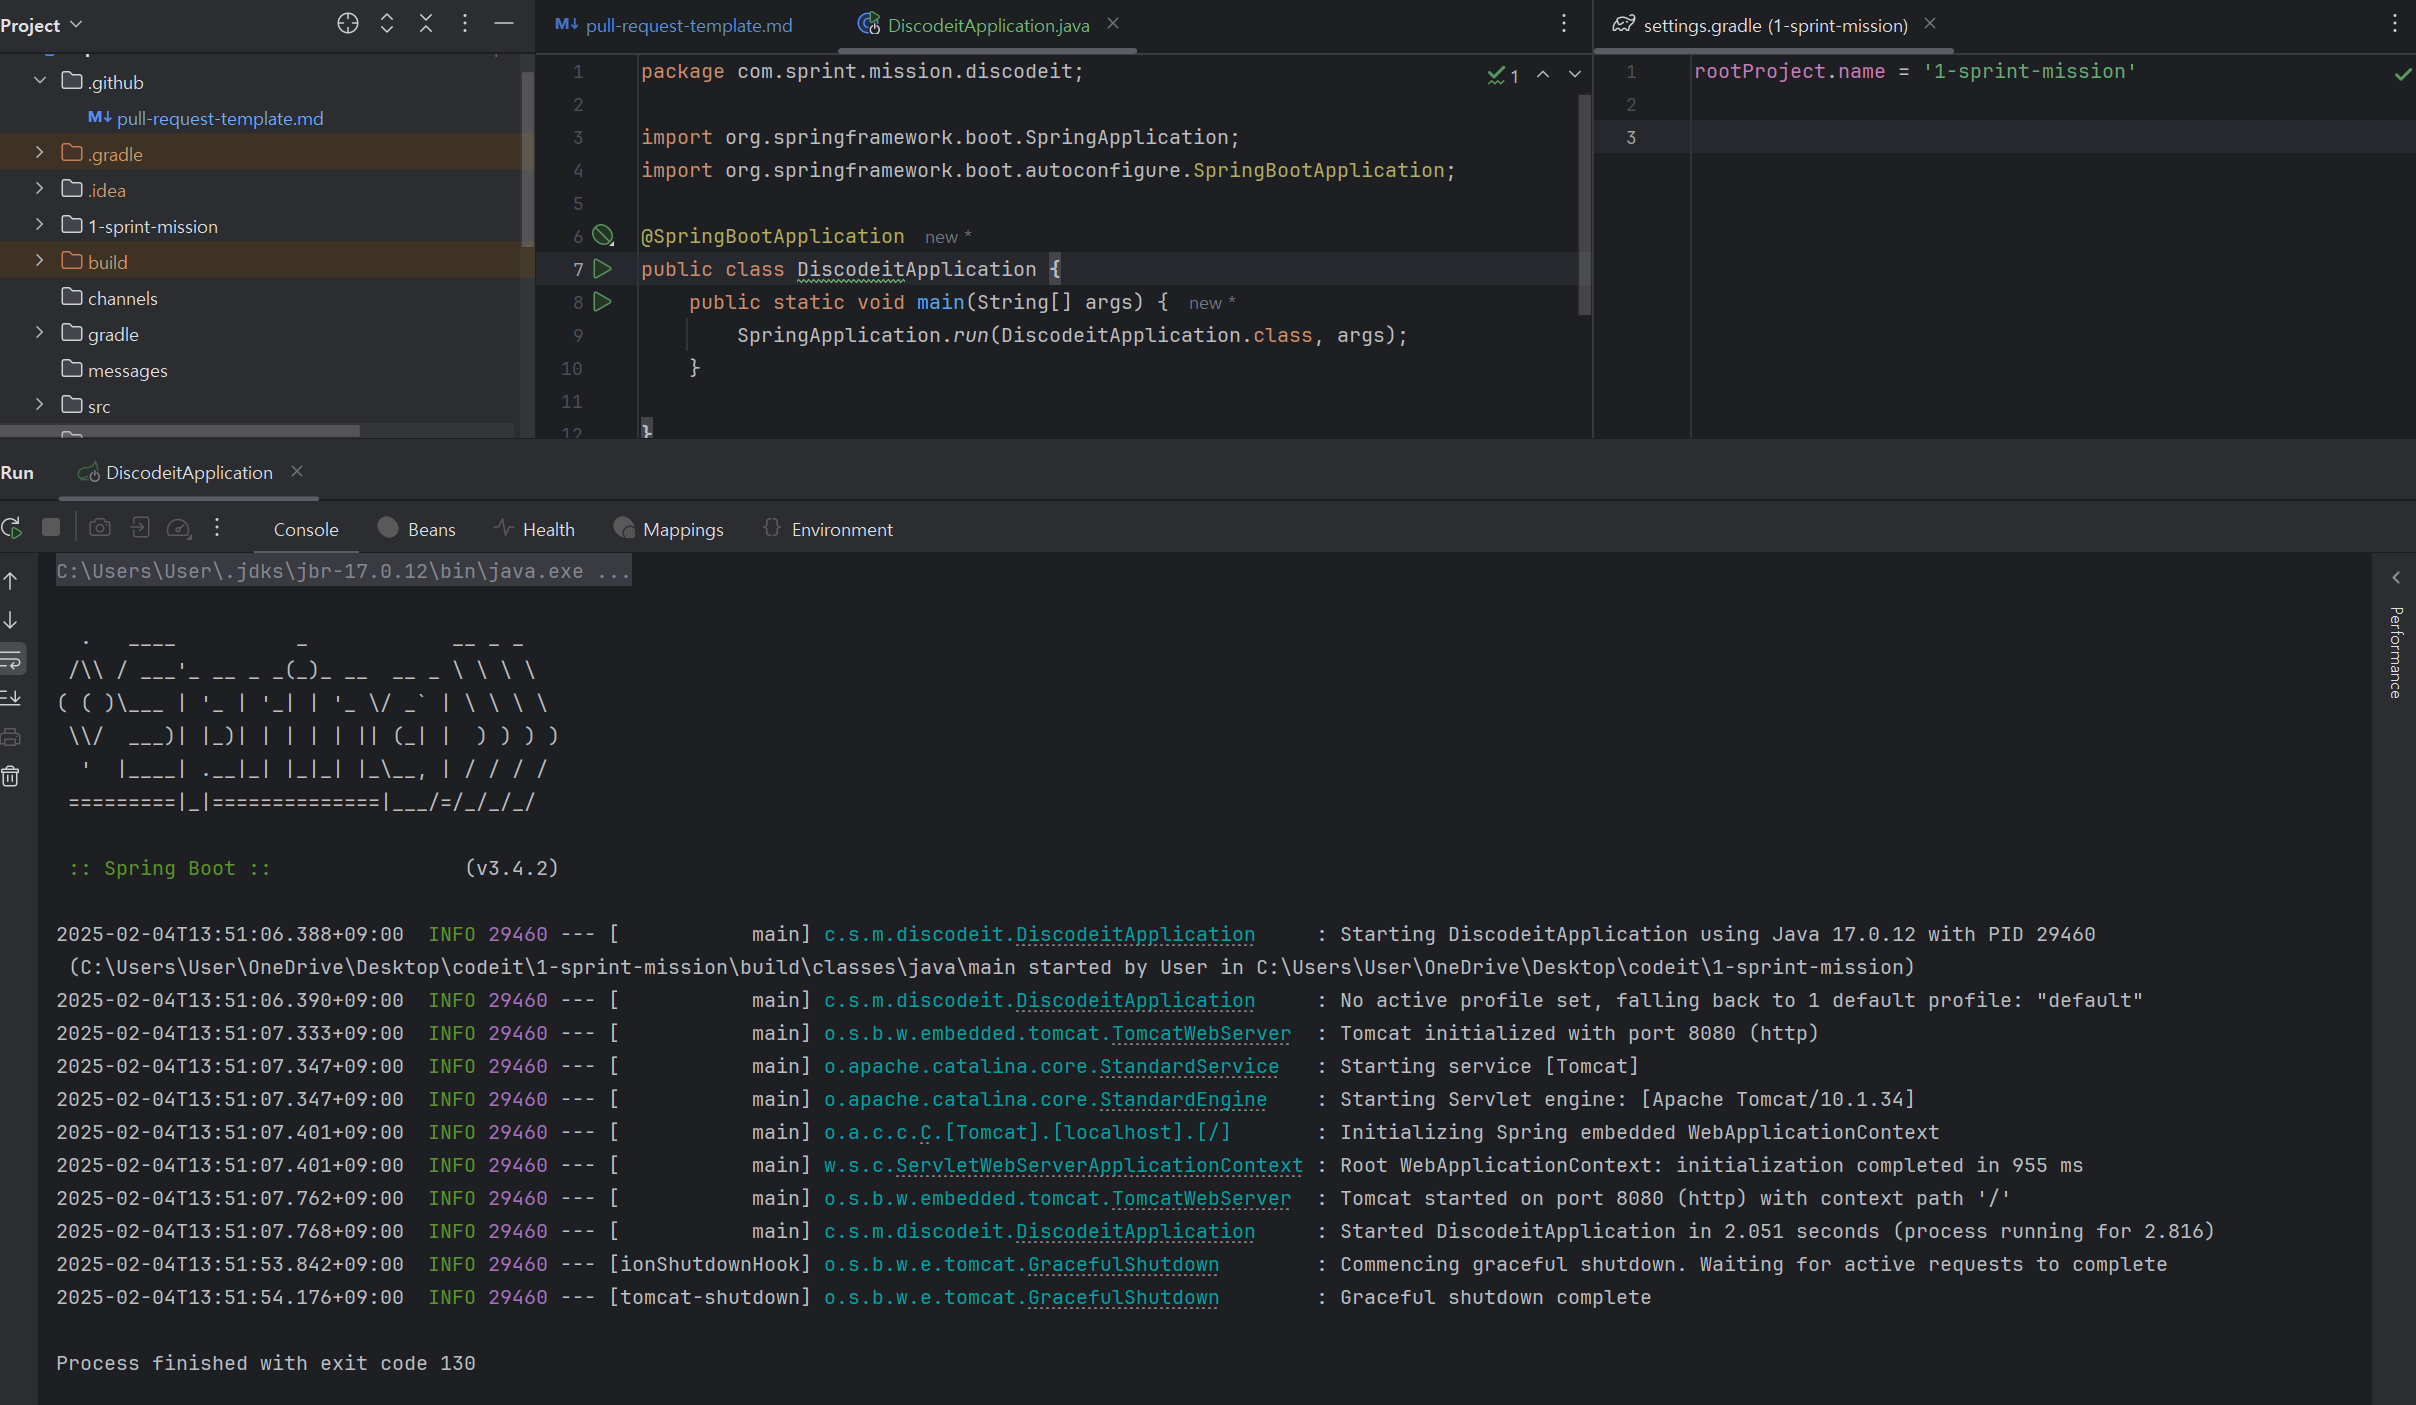 Project
.github
M↓ pull-request-template.md
.gradle
.idea
1-sprint-mission
build
channels
gradle
messages
src
M↓ pull-request-template.md
DiscodeitApplication.java
settings.gradle (1-sprint-mission)
1 package com.sprint.mission.discodeit;
1
2
3 import org.springframework.boot.SpringApplication;
4 import org.springframework.boot.autoconfigure.SpringBootApplication;
5
6 @SpringBootApplication new *
7 public class DiscodeitApplication {
8 public static void main(String[] args) { new *
9 SpringApplication.run(DiscodeitApplication.class, args);
10 }
11
12 }
1 rootProject.name = '1-sprint-mission'
2
3
Run DiscodeitApplication
Console Beans Health Mappings Environment
Performance
C:\Users\User\.jdks\jbr-17.0.12\bin\java.exe ...
  .   ____          _            __ _ _
 /\\ / ___'_ __ _ _(_)_ __  __ _ \ \ \ \
( ( )\___ | '_ | '_| | '_ \/ _` | \ \ \ \
 \\/  ___)| |_)| | | | | || (_| |  ) ) ) )
  '  |____| .__|_| |_|_| |_\__, | / / / /
 =========|_|==============|___/=/_/_/_/
 :: Spring Boot ::                (v3.4.2)
2025-02-04T13:51:06.388+09:00  INFO 29460 --- [           main] c.s.m.discodeit.DiscodeitApplication     : Starting DiscodeitApplication using Java 17.0.12 with PID 29460
 (C:\Users\User\OneDrive\Desktop\codeit\1-sprint-mission\build\classes\java\main started by User in C:\Users\User\OneDrive\Desktop\codeit\1-sprint-mission)
2025-02-04T13:51:06.390+09:00  INFO 29460 --- [           main] c.s.m.discodeit.DiscodeitApplication     : No active profile set, falling back to 1 default profile: "default"
2025-02-04T13:51:07.333+09:00  INFO 29460 --- [           main] o.s.b.w.embedded.tomcat.TomcatWebServer  : Tomcat initialized with port 8080 (http)
2025-02-04T13:51:07.347+09:00  INFO 29460 --- [           main] o.apache.catalina.core.StandardService   : Starting service [Tomcat]
2025-02-04T13:51:07.347+09:00  INFO 29460 --- [           main] o.apache.catalina.core.StandardEngine    : Starting Servlet engine: [Apache Tomcat/10.1.34]
2025-02-04T13:51:07.401+09:00  INFO 29460 --- [           main] o.a.c.c.C.[Tomcat].[localhost].[/]       : Initializing Spring embedded WebApplicationContext
2025-02-04T13:51:07.401+09:00  INFO 29460 --- [           main] w.s.c.ServletWebServerApplicationContext : Root WebApplicationContext: initialization completed in 955 ms
2025-02-04T13:51:07.762+09:00  INFO 29460 --- [           main] o.s.b.w.embedded.tomcat.TomcatWebServer  : Tomcat started on port 8080 (http) with context path '/'
2025-02-04T13:51:07.768+09:00  INFO 29460 --- [           main] c.s.m.discodeit.DiscodeitApplication     : Started DiscodeitApplication in 2.051 seconds (process running for 2.816)
2025-02-04T13:51:53.842+09:00  INFO 29460 --- [ionShutdownHook] o.s.b.w.e.tomcat.GracefulShutdown        : Commencing graceful shutdown. Waiting for active requests to complete
2025-02-04T13:51:54.176+09:00  INFO 29460 --- [tomcat-shutdown] o.s.b.w.e.tomcat.GracefulShutdown        : Graceful shutdown complete
Process finished with exit code 130